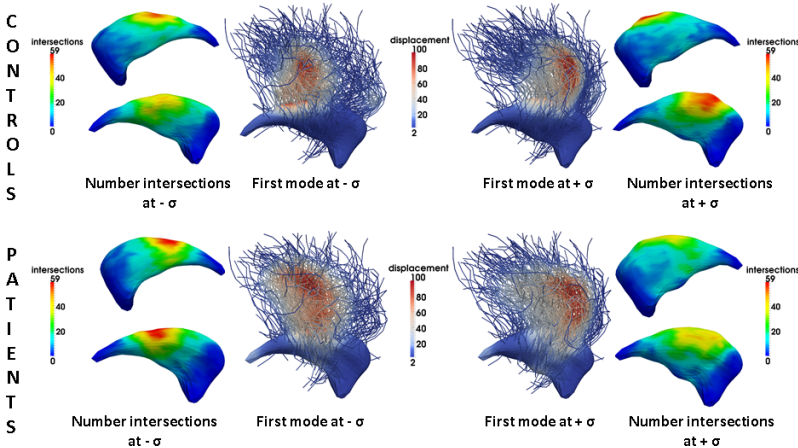 CONTROLS
intersections
59
40
20
0
displacement
100
80
60
40
20
2
intersections
59
40
20
0
Number intersections
at - σ
First mode at - σ
First mode at + σ
Number intersections
at + σ
PATIENTS
intersections
59
40
20
0
displacement
100
80
60
40
20
2
intersections
59
40
20
0
Number intersections
at - σ
First mode at - σ
First mode at + σ
Number intersections
at + σ